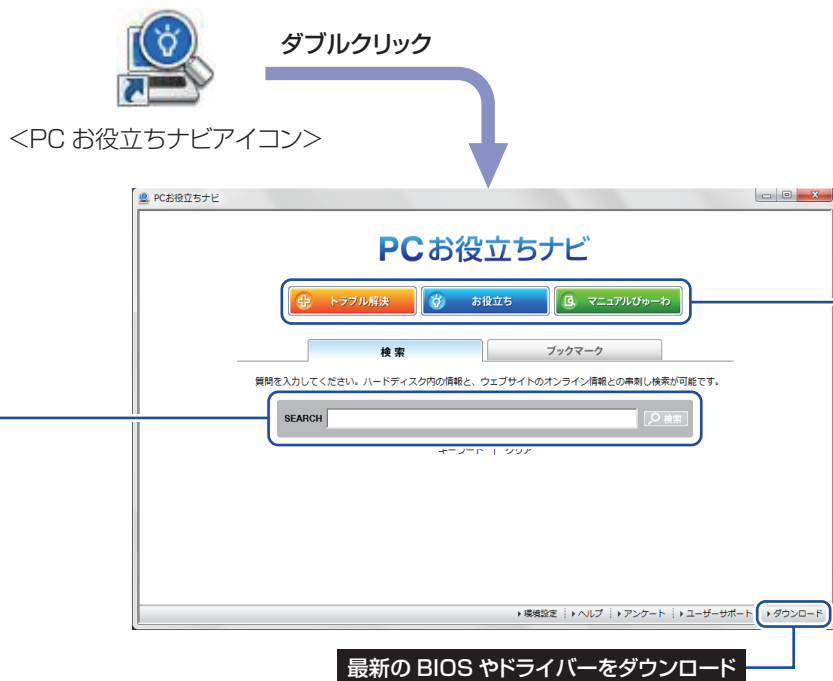 ダブルクリック
<PC お役立ちナビアイコン>
PCお役立ちナビ
PCお役立ちナビ
トラブル解決 お役立ち マニュアルびゅーわ
検索 ブックマーク
質問を入力してください。ハードディスク内の情報と、ウェブサイトのオンライン情報との串刺し検索が可能です。
SEARCH 検索
キーワード | クリア
環境設定 ヘルプ アンケート ユーザーサポート ダウンロード
最新の BIOS やドライバーをダウンロード